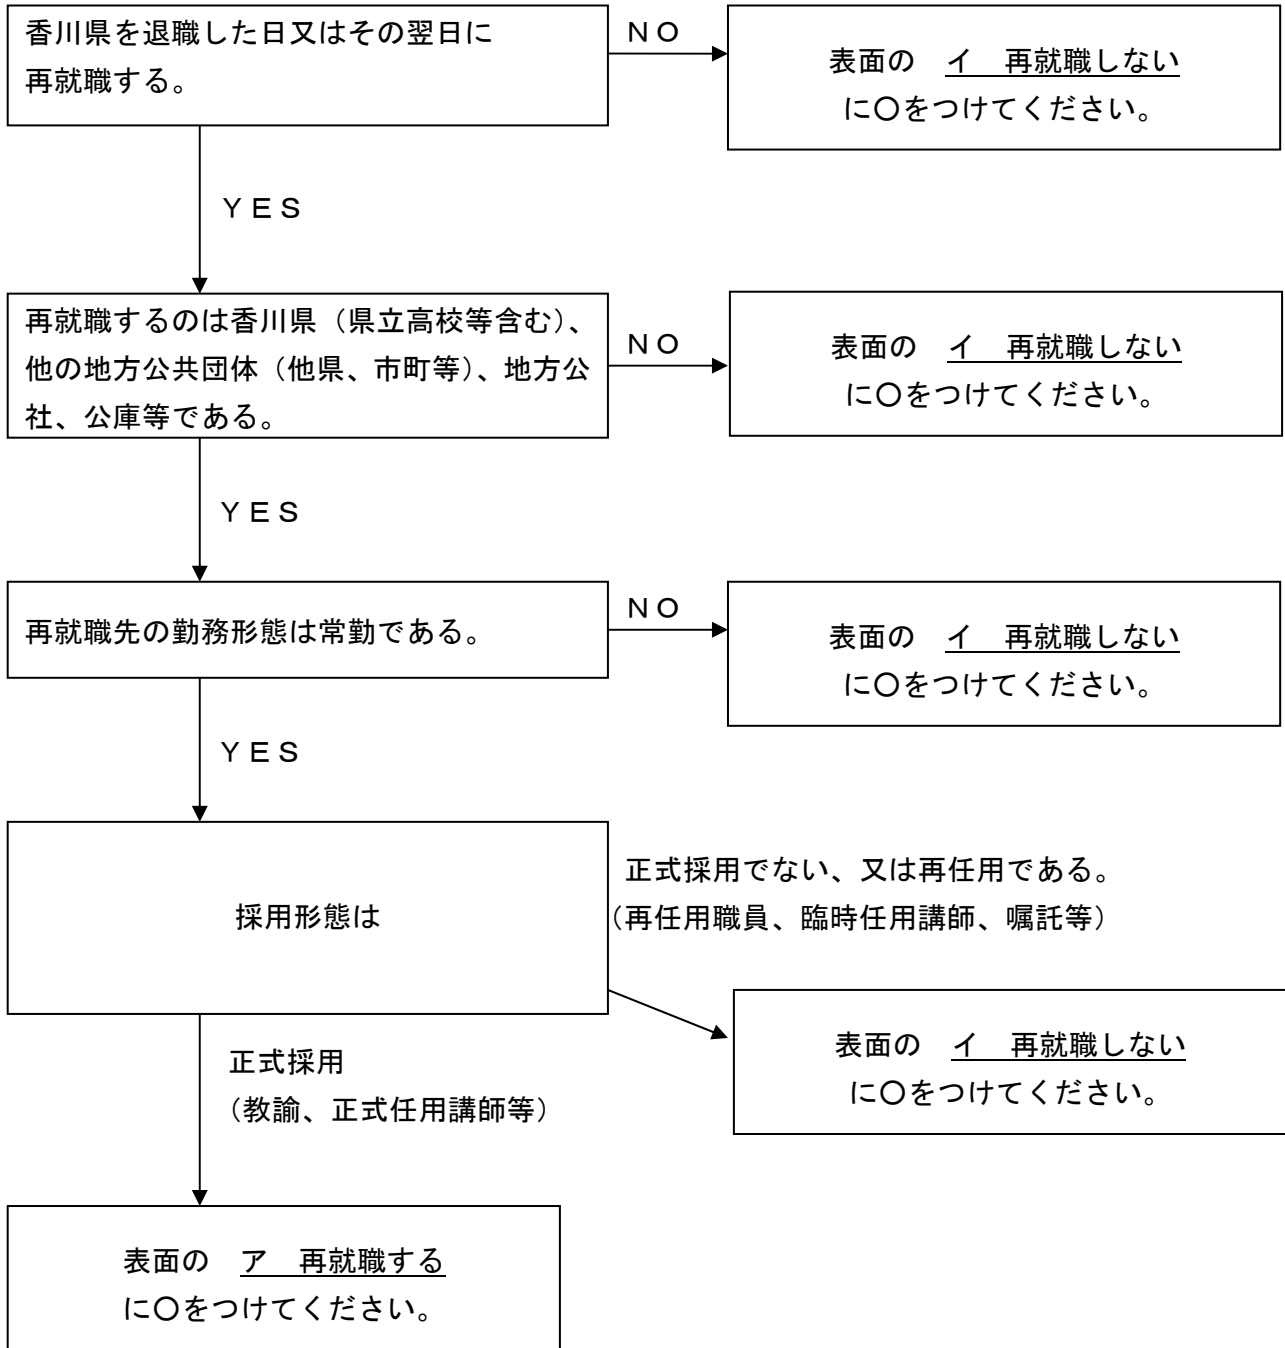 香川県を退職した日又はその翌日に
再就職する。
ＮＯ
表面の　イ　再就職しない
に○をつけてください。
ＹＥＳ
再就職するのは香川県（県立高校等含む）、
他の地方公共団体（他県、市町等）、地方公
社、公庫等である。
ＮＯ
表面の　イ　再就職しない
に○をつけてください。
ＹＥＳ
再就職先の勤務形態は常勤である。
ＮＯ
表面の　イ　再就職しない
に○をつけてください。
ＹＥＳ
採用形態は
正式採用でない、又は再任用である。
（再任用職員、臨時任用講師、嘱託等）
表面の　イ　再就職しない
に○をつけてください。
正式採用
（教諭、正式任用講師等）
表面の　ア　再就職する
に○をつけてください。